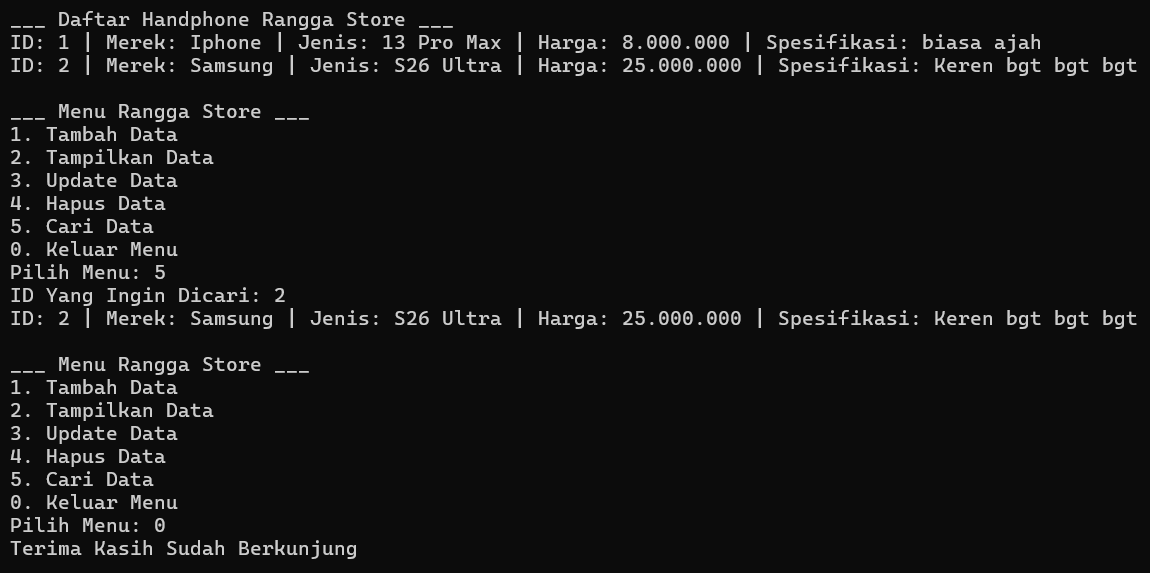 ___ Daftar Handphone Rangga Store ___
ID: 1 | Merek: Iphone | Jenis: 13 Pro Max | Harga: 8.000.000 | Spesifikasi: biasa ajah
ID: 2 | Merek: Samsung | Jenis: S26 Ultra | Harga: 25.000.000 | Spesifikasi: Keren bgt bgt bgt
___ Menu Rangga Store ___
1. Tambah Data
2. Tampilkan Data
3. Update Data
4. Hapus Data
5. Cari Data
0. Keluar Menu
Pilih Menu: 5
ID Yang Ingin Dicari: 2
ID: 2 | Merek: Samsung | Jenis: S26 Ultra | Harga: 25.000.000 | Spesifikasi: Keren bgt bgt bgt
___ Menu Rangga Store ___
1. Tambah Data
2. Tampilkan Data
3. Update Data
4. Hapus Data
5. Cari Data
0. Keluar Menu
Pilih Menu: 0
Terima Kasih Sudah Berkunjung